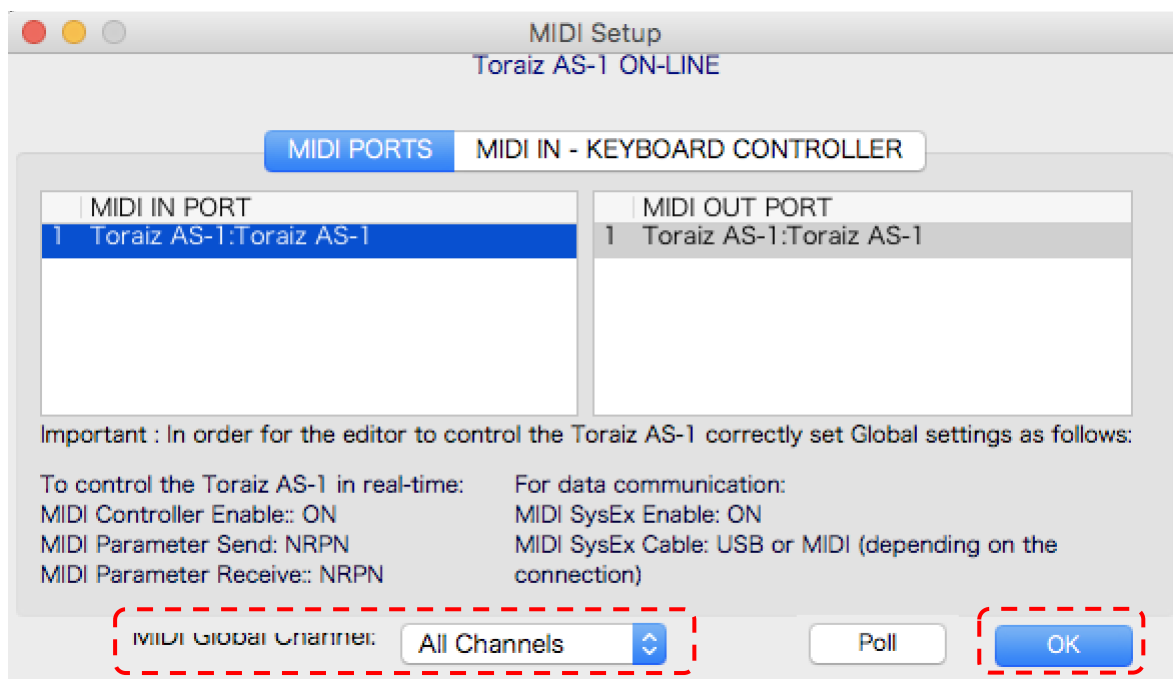 MIDI Setup
Toraiz AS-1 ON-LINE
MIDI PORTS MIDI IN - KEYBOARD CONTROLLER
MIDI IN PORT
1 Toraiz AS-1:Toraiz AS-1
MIDI OUT PORT
1 Toraiz AS-1:Toraiz AS-1
Important : In order for the editor to control the Toraiz AS-1 correctly set Global settings as follows:
To control the Toraiz AS-1 in real-time:
MIDI Controller Enable:: ON
MIDI Parameter Send: NRPN
MIDI Parameter Receive:: NRPN
For data communication:
MIDI SysEx Enable: ON
MIDI SysEx Cable: USB or MIDI (depending on the
connection)
MIDI Global Channel: All Channels
Poll
OK